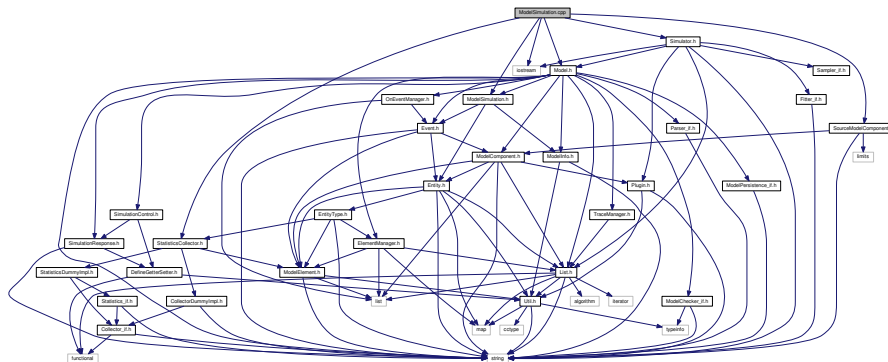 ModelSimulation.cpp
Simulator.h
iostream
Model.h
Sampler_if.h
OnEventManager.h
ModelSimulation.h
Fitter_if.h
Event.h
Parser_if.h
SourceModelComponent.h
ModelComponent.h
ModelInfo.h
limits
Entity.h
Plugin.h
ModelPersistence_if.h
SimulationControl.h
EntityType.h
TraceManager.h
SimulationResponse.h
StatisticsCollector.h
ElementManager.h
StatisticsDummyImpl.h
DefineGetterSetter.h
ModelElement.h
List.h
Statistics_if.h
CollectorDummyImpl.h
list
Util.h
algorithm
iterator
ModelChecker_if.h
Collector_if.h
map
cctype
typeinfo
functional
string